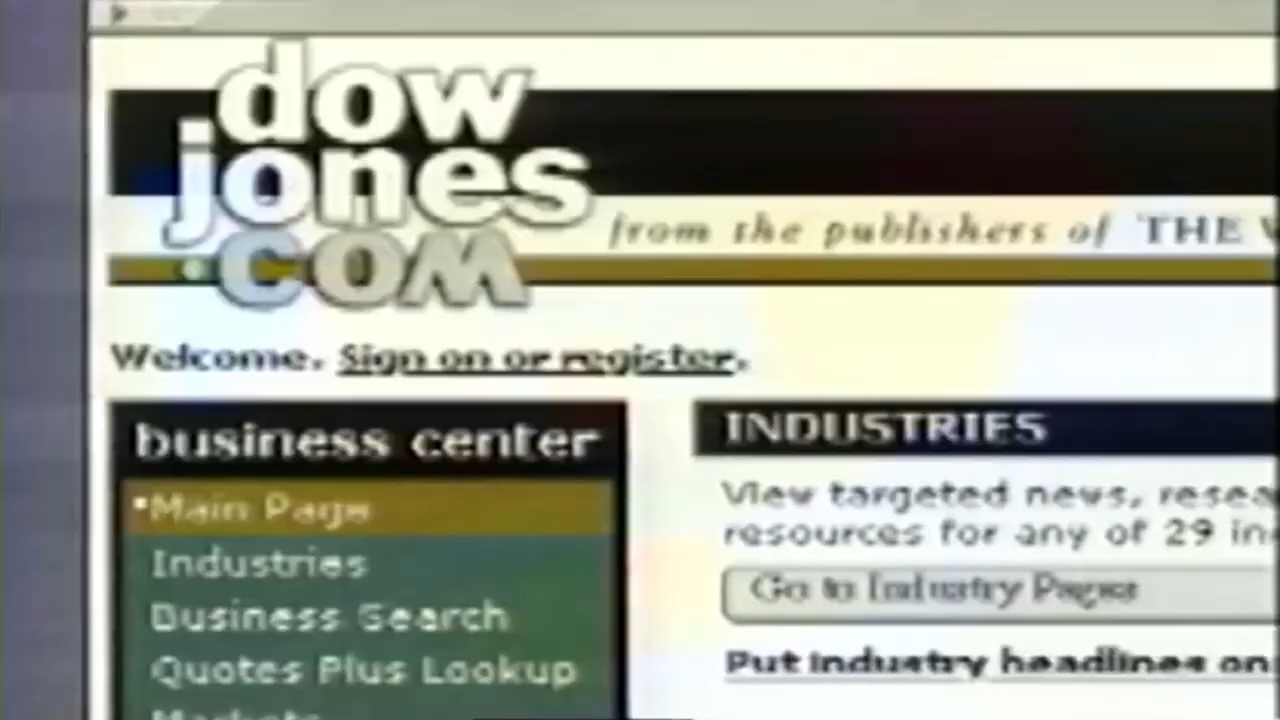 dow
jones
.COM
from the publishers of THE
Welcome. Sign on or register.
business center
Main Page
Industries
Business Search
Quotes Plus Lookup
Markets
INDUSTRIES
View targeted news, resea
resources for any of 29 in
Go to Industry Pages
Put Industry headlines on